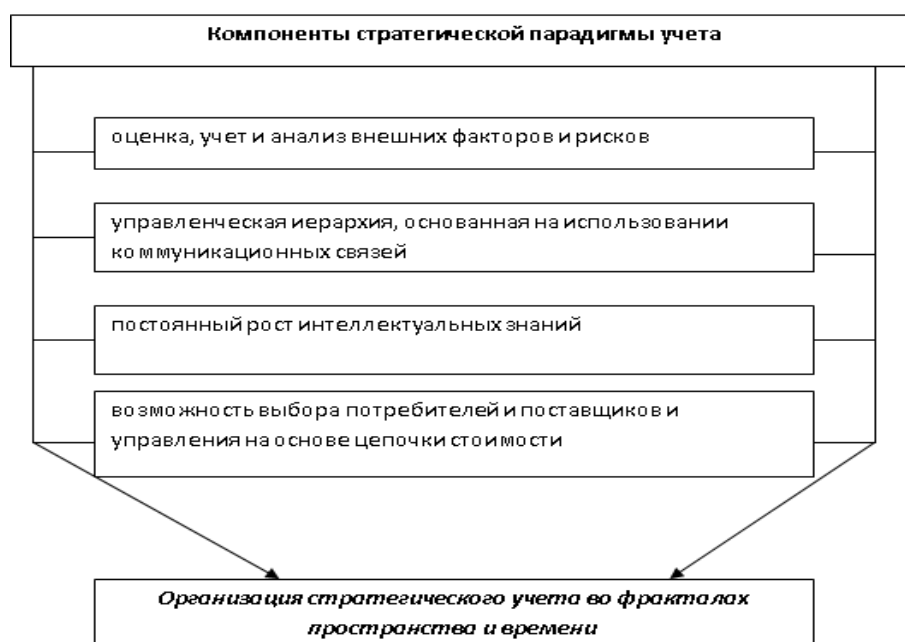 Компоненты стратегической парадигмы учета
оценка, учет и анализ внешних факторов и рисков
управленческая иерархия, основанная на использовании
коммуникационных связей
постоянный рост интеллектуальных знаний
возможность выбора потребителей и поставщиков и
управления на основе цепочки стоимости
Организация стратегического учета во фракталах
пространства и времени